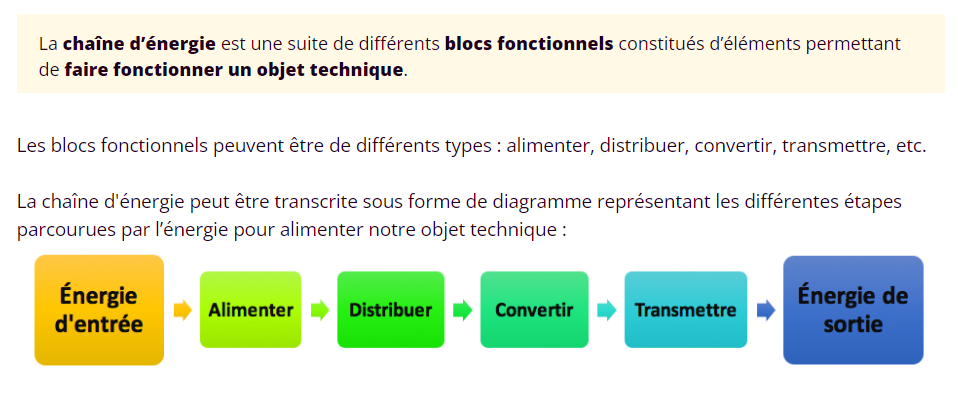 La chaîne d’énergie est une suite de différents blocs fonctionnels constitués d’éléments permettant
de faire fonctionner un objet technique.
Les blocs fonctionnels peuvent être de différents types : alimenter, distribuer, convertir, transmettre, etc.
La chaîne d'énergie peut être transcrite sous forme de diagramme représentant les différentes étapes
parcourues par l’énergie pour alimenter notre objet technique :
Énergie
d'entrée
Alimenter
Distribuer
Convertir
Transmettre
Énergie de
sortie